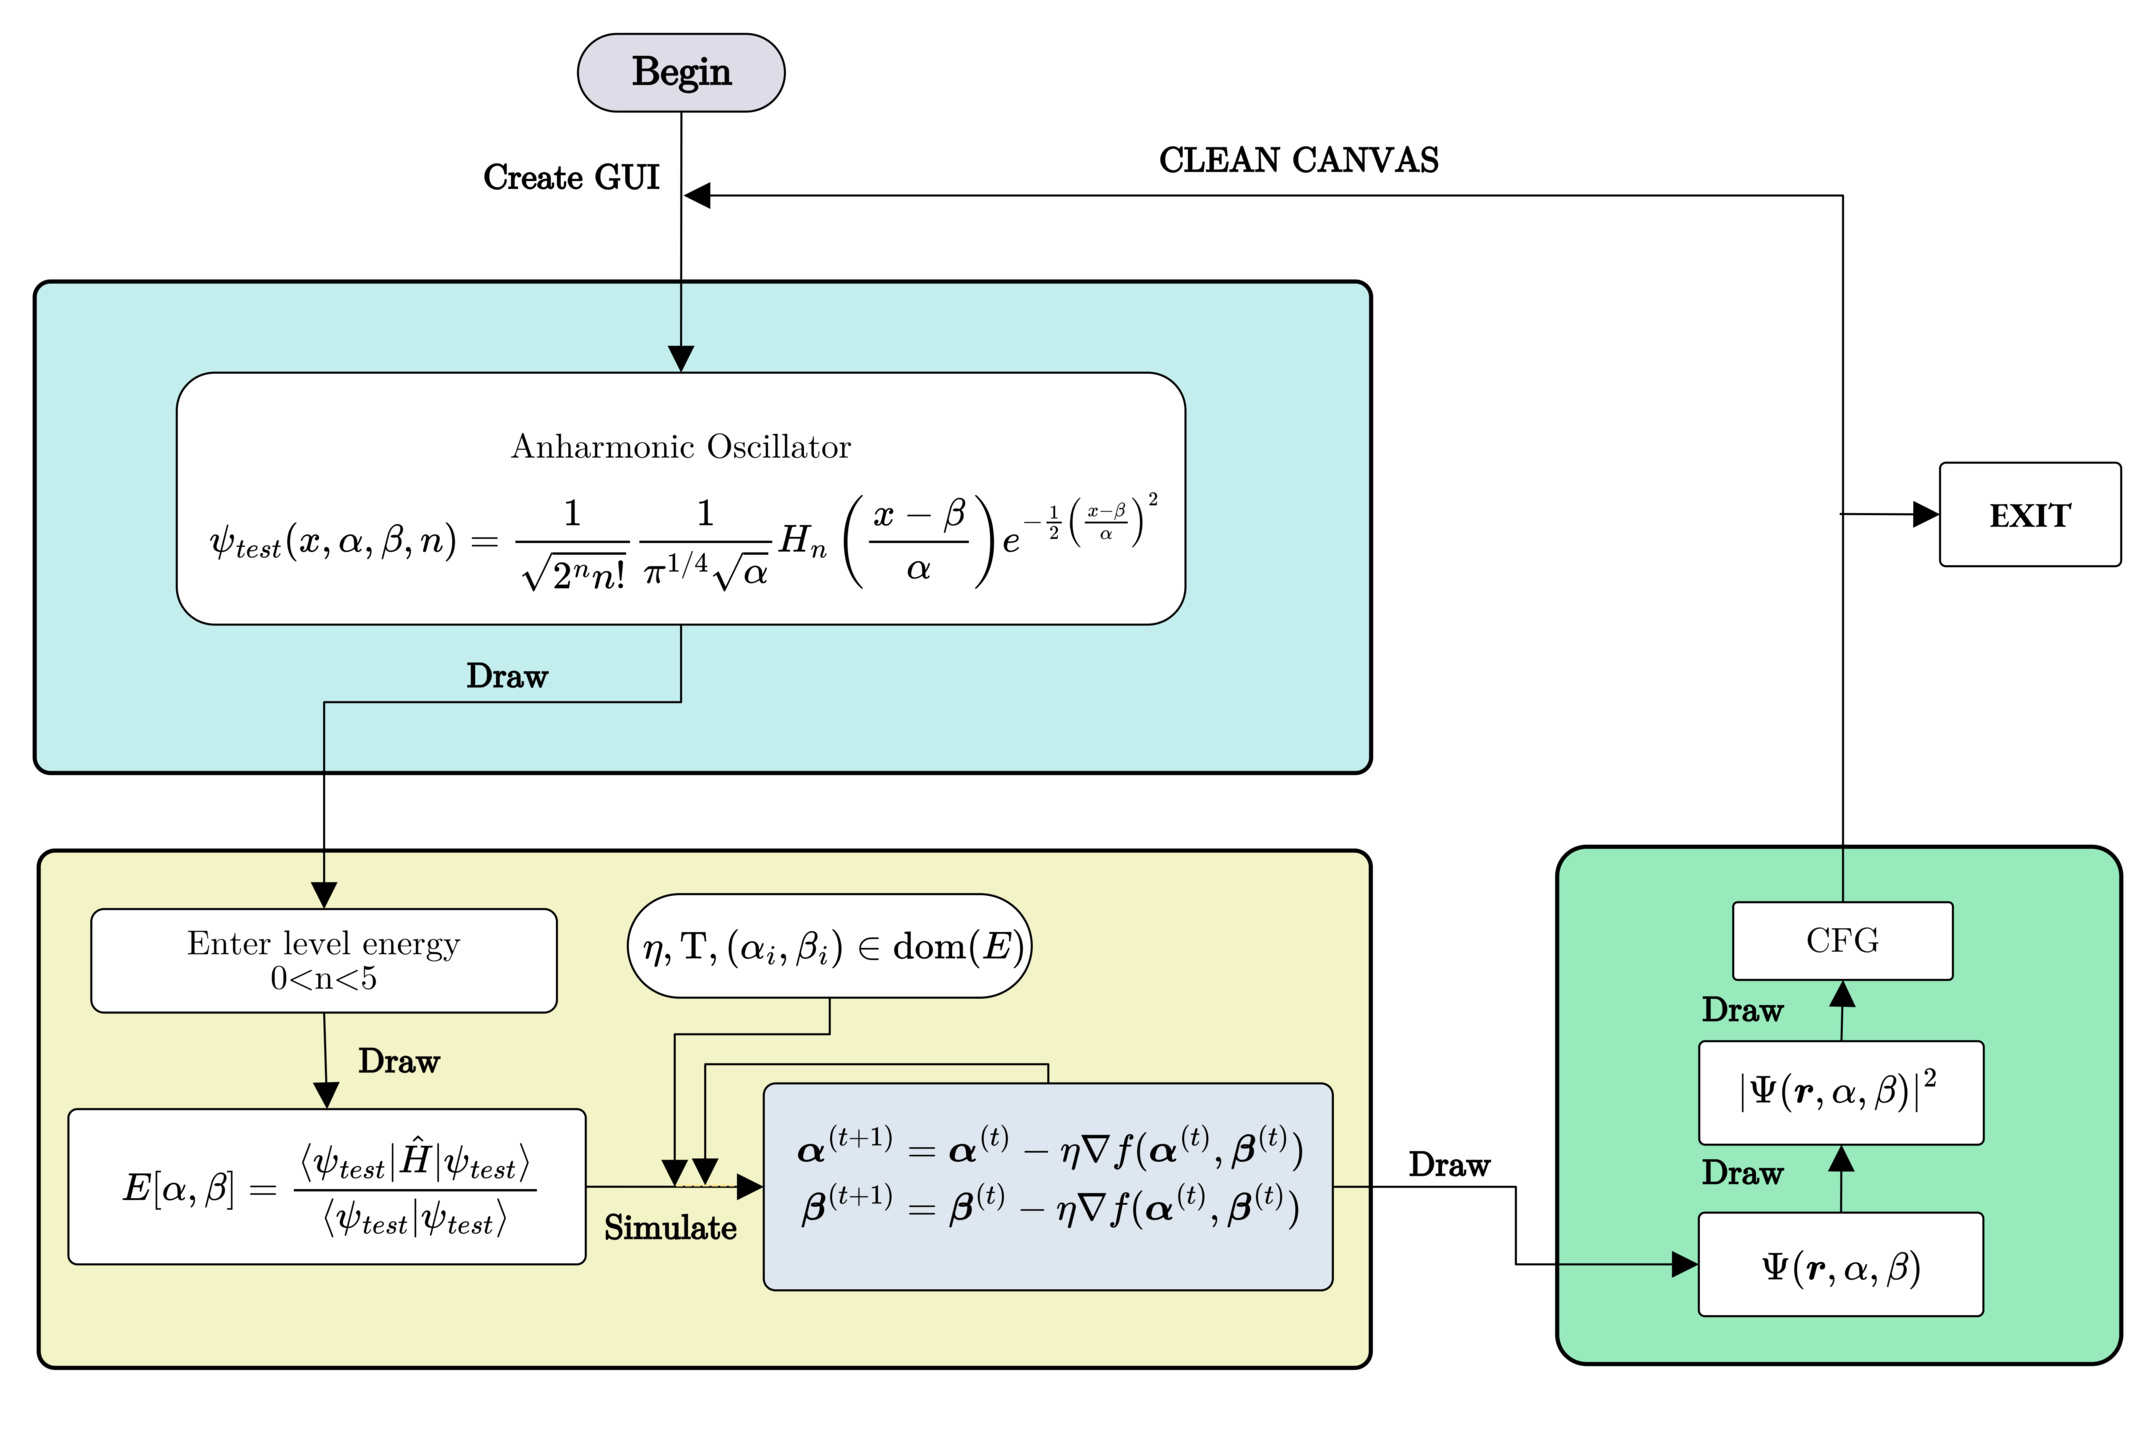 Begin
Create GUI
CLEAN CANVAS
Anharmonic Oscillator
$\psi_{test}(x, \alpha, \beta, n) = \frac{1}{\sqrt{2^n n!}} \frac{1}{\pi^{1/4}\sqrt{\alpha}} H_n \left(\frac{x-\beta}{\alpha}\right) e^{-\frac{1}{2}\left(\frac{x-\beta}{\alpha}\right)^2}$
EXIT
Draw
Enter level energy
0<n<5
$\eta, \mathrm{T}, (\alpha_i, \beta_i) \in \mathrm{dom}(E)$
Draw
$E[\alpha, \beta] = \frac{\langle\psi_{test}|\hat{H}|\psi_{test}\rangle}{\langle\psi_{test}|\psi_{test}\rangle}$
Simulate
$\boldsymbol{\alpha}^{(t+1)} = \boldsymbol{\alpha}^{(t)} - \eta\nabla f(\boldsymbol{\alpha}^{(t)}, \boldsymbol{\beta}^{(t)})$
$\boldsymbol{\beta}^{(t+1)} = \boldsymbol{\beta}^{(t)} - \eta\nabla f(\boldsymbol{\alpha}^{(t)}, \boldsymbol{\beta}^{(t)})$
Draw
CFG
Draw
$|\Psi(\boldsymbol{r}, \alpha, \beta)|^2$
Draw
$\Psi(\boldsymbol{r}, \alpha, \beta)$